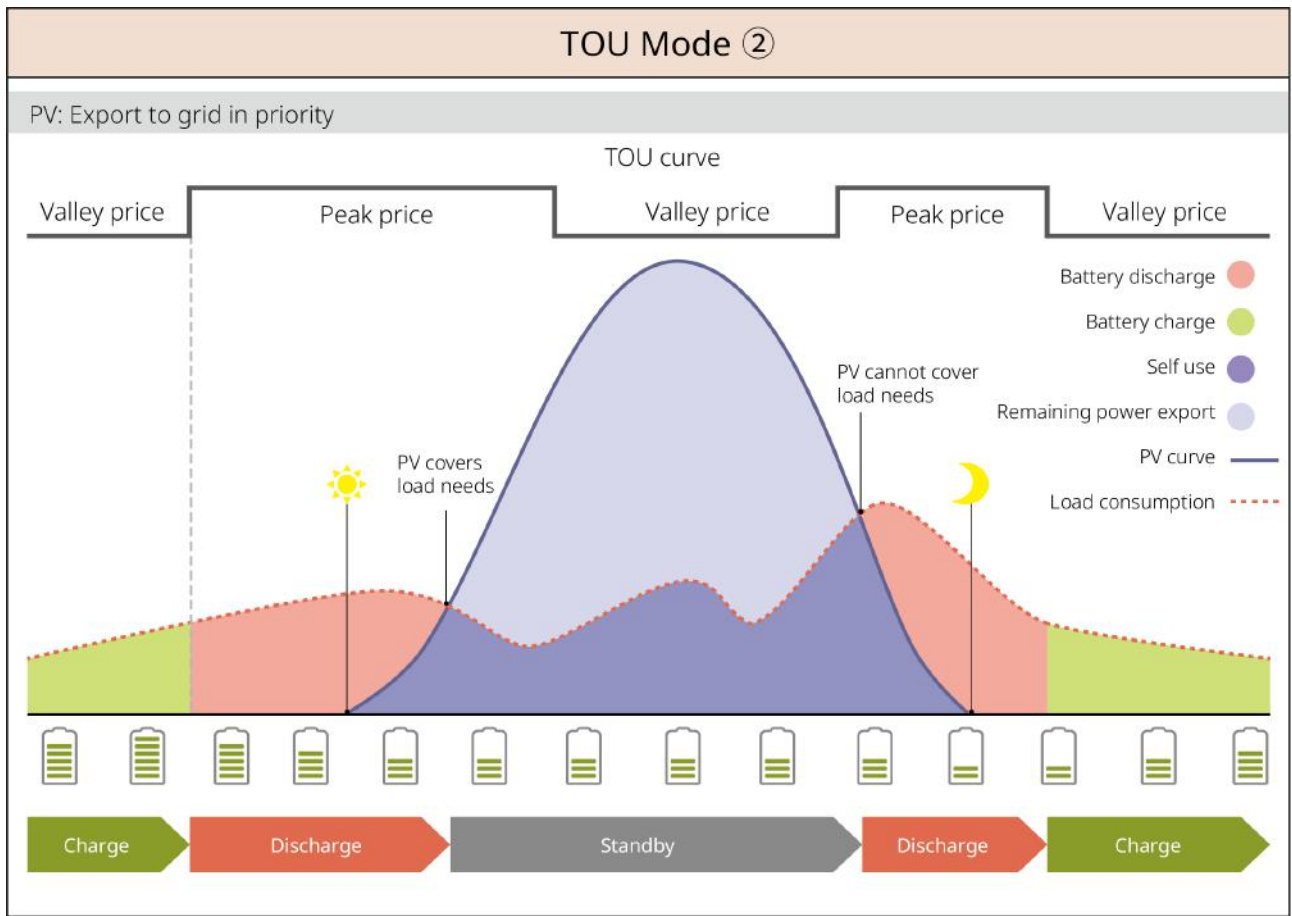 TOU Mode ②
PV: Export to grid in priority
TOU curve
Valley price
Peak price
Valley price
Peak price
Valley price
Battery discharge
Battery charge
Self use
Remaining power export
PV curve
Load consumption
PV cannot cover
load needs
PV covers
load needs
Charge
Discharge
Standby
Discharge
Charge